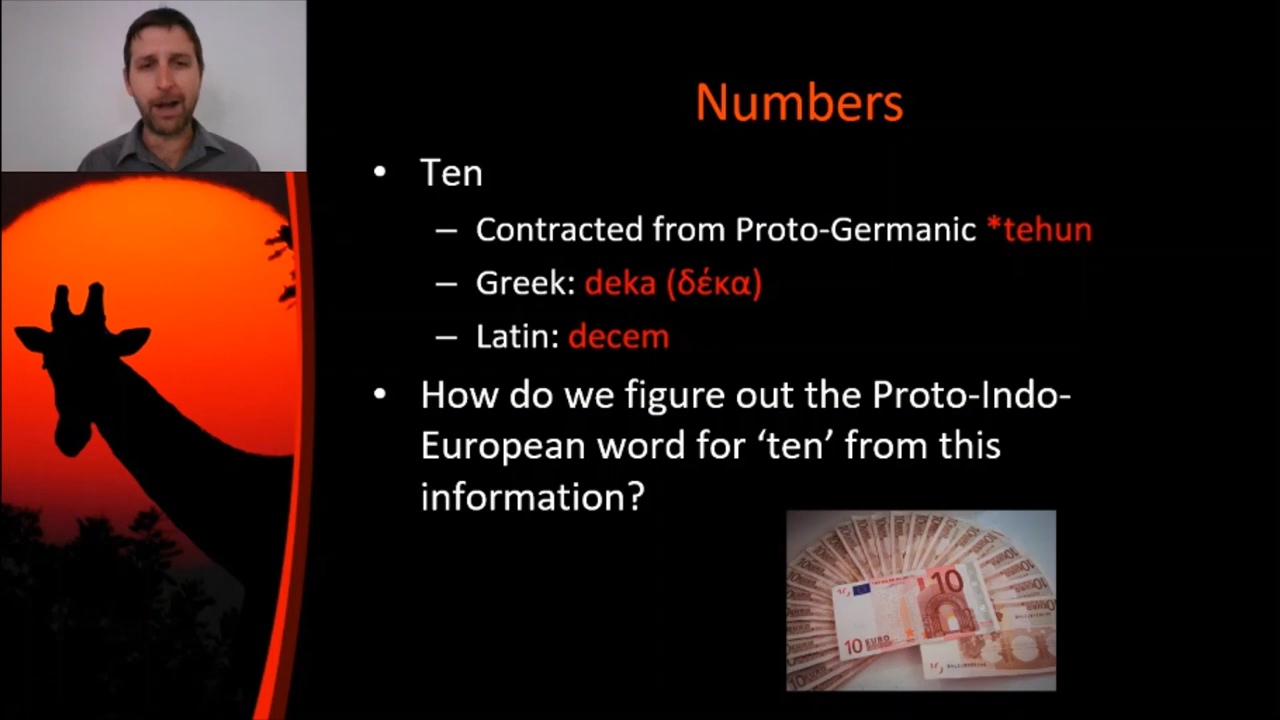 Numbers
• Ten
– Contracted from Proto-Germanic *tehun
– Greek: deka (δέκα)
– Latin: decem
• How do we figure out the Proto-Indo-
European word for ‘ten’ from this
information?
10
10 EURO